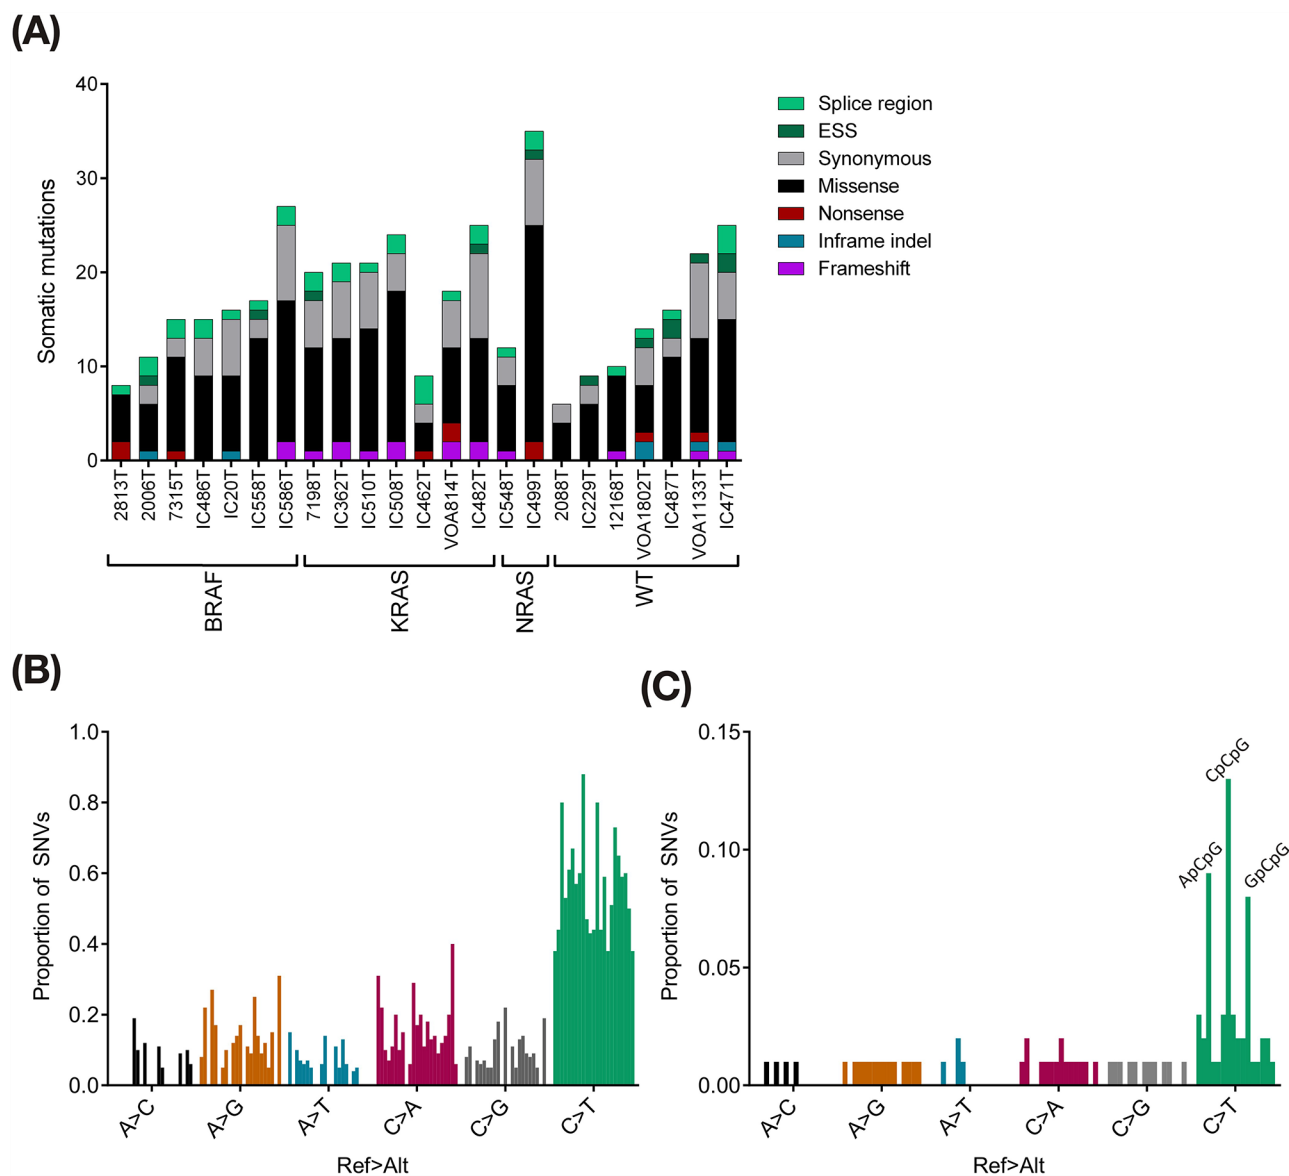 (A)
Somatic mutations
40
30
20
10
0
Splice region
ESS
Synonymous
Missense
Nonsense
Inframe indel
Frameshift
2813T
2006T
7315T
IC486T
IC20T
IC558T
IC586T
7198T
IC362T
IC510T
IC508T
IC462T
VOA814T
IC482T
IC548T
IC499T
2088T
IC229T
12168T
VOA1802T
IC487T
VOA1133T
IC471T
BRAF
KRAS
NRAS
WT
(B)
Proportion of SNVs
1.0
0.8
0.6
0.4
0.2
0.0
A>C
A>G
A>T
C>A
C>G
C>T
Ref>Alt
(C)
Proportion of SNVs
0.15
0.10
0.05
0.00
ApCpG
CpCpG
GpCpG
A>C
A>G
A>T
C>A
C>G
C>T
Ref>Alt